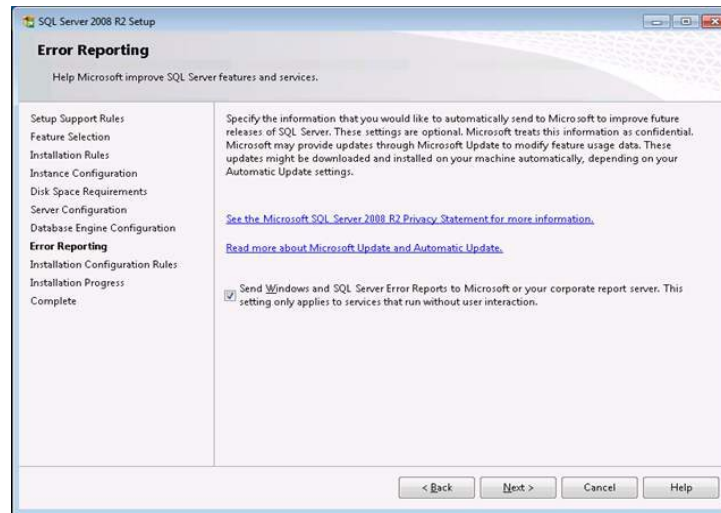 SQL Server 2008 R2 Setup
Error Reporting
Help Microsoft improve SQL Server features and services.
Setup Support Rules
Feature Selection
Installation Rules
Instance Configuration
Disk Space Requirements
Server Configuration
Database Engine Configuration
Error Reporting
Installation Configuration Rules
Installation Progress
Complete
Specify the information that you would like to automatically send to Microsoft to improve future
releases of SQL Server. These settings are optional. Microsoft treats this information as confidential.
Microsoft may provide updates through Microsoft Update to modify feature usage data. These
updates might be downloaded and installed on your machine automatically, depending on your
Automatic Update settings.
See the Microsoft SQL Server 2008 R2 Privacy Statement for more information.
Read more about Microsoft Update and Automatic Update.
Send Windows and SQL Server Error Reports to Microsoft or your corporate report server. This
setting only applies to services that run without user interaction.
< Back Next > Cancel Help